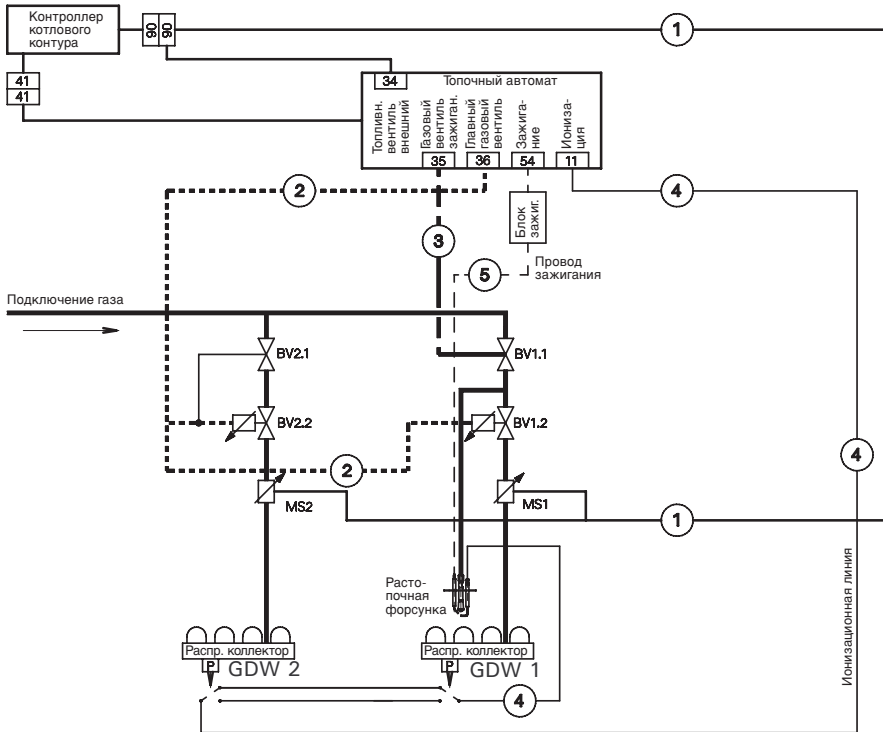 Контроллер
котлового
контура
90
90
1
41
41
34
Топочный автомат
Топливн.
вентиль
внешний
Газовый
вентиль
зажиган.
Главный
газовый
вентиль
Зажига-
ние
Иониза-
ция
35
36
54
11
2
4
3
Блок
зажиг.
5
Провод
зажигания
Подключение газа
BV2.1
BV1.1
BV2.2
BV1.2
2
4
MS2
MS1
1
Расто-
почная
форсунка
Ионизационная линия
Распр. коллектор
Распр. коллектор
P
GDW 2
P
GDW 1
4